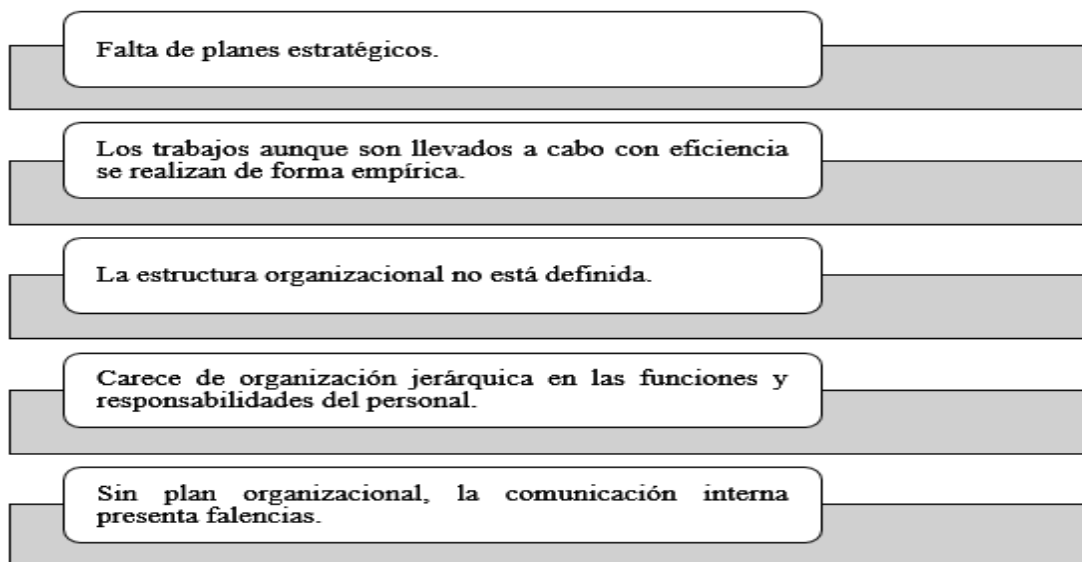 Falta de planes estratégicos.
Los trabajos aunque son llevados a cabo con eficiencia
se realizan de forma empírica.
La estructura organizacional no está definida.
Carece de organización jerárquica en las funciones y
responsabilidades del personal.
Sin plan organizacional, la comunicación interna
presenta falencias.